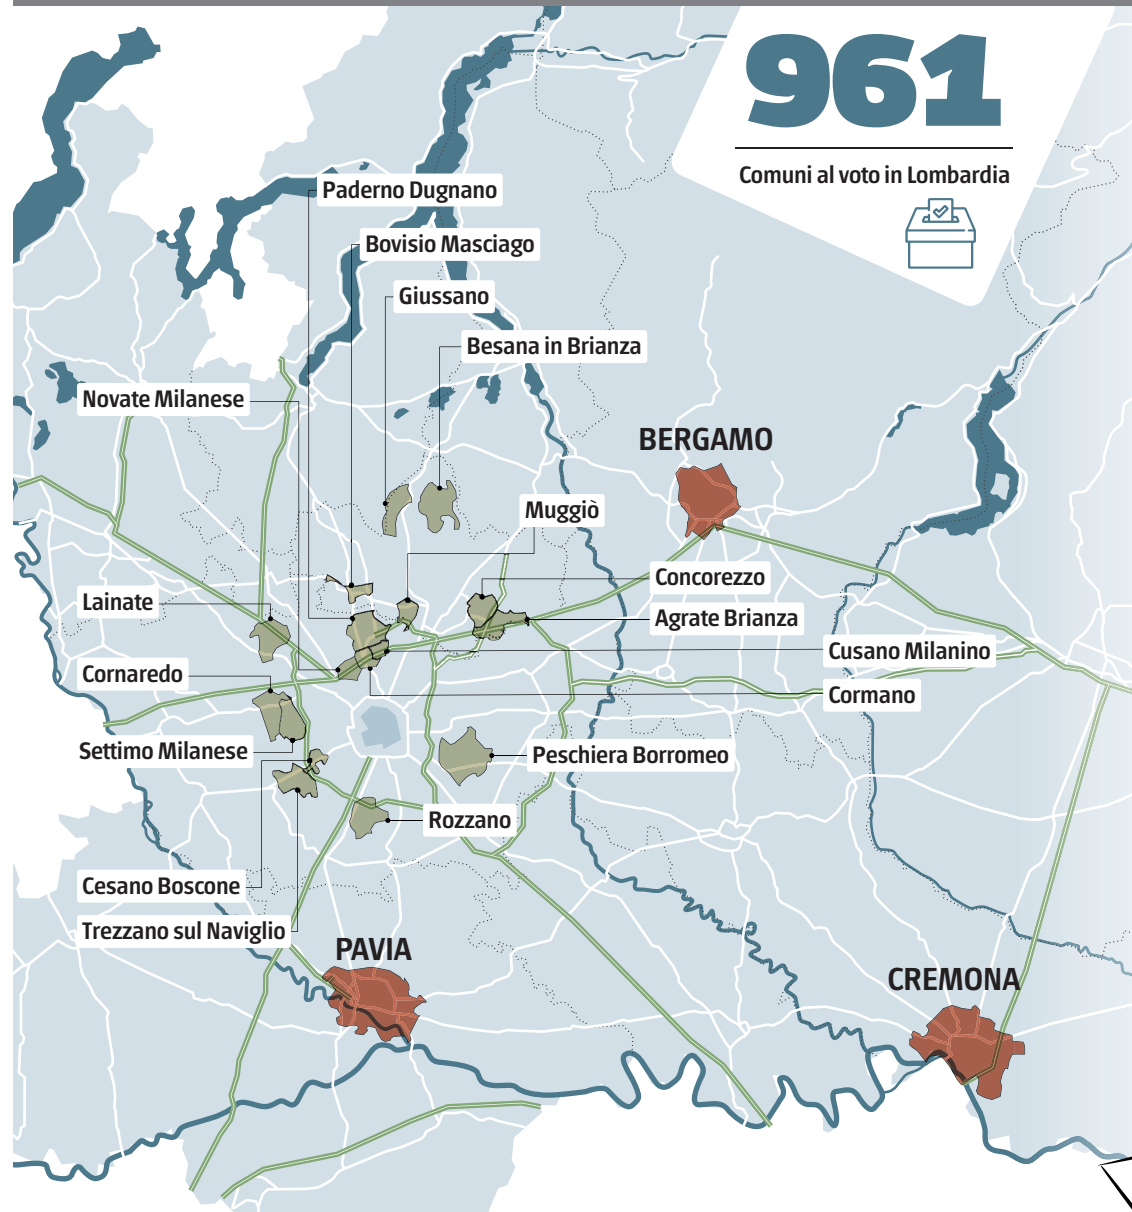 961
Comuni al voto in Lombardia
Paderno Dugnano
Bovisio Masciago
Giussano
Besana in Brianza
Novate Milanese
BERGAMO
Muggiò
Concorezzo
Lainate
Agrate Brianza
Cusano Milanino
Cornaredo
Cormano
Settimo Milanese
Peschiera Borromeo
Rozzano
Cesano Boscone
Trezzano sul Naviglio
PAVIA
CREMONA